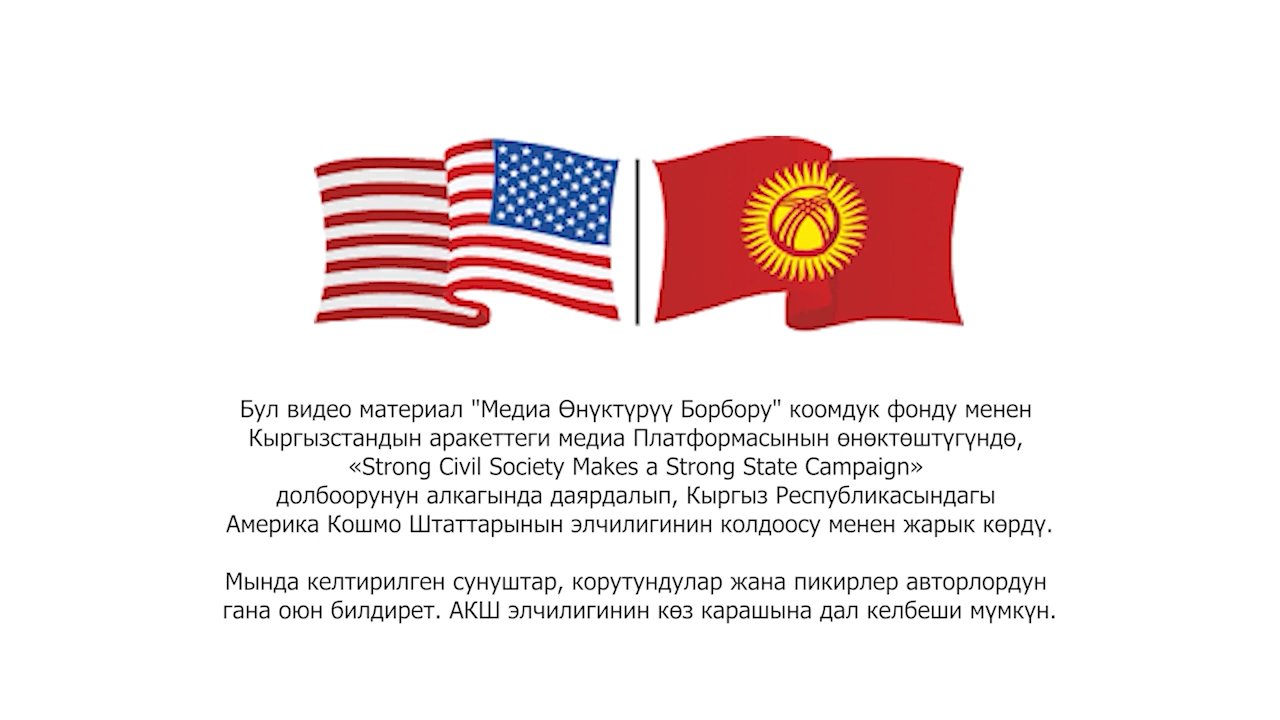 Бул видео материал "Медиа Өнүктүрүү Борбору" коомдук фонду менен
Кыргызстандын аракеттеги медиа Платформасынын өнөктөштүгүндө,
«Strong Civil Society Makes a Strong State Campaign»
долбоорунун алкагында даярдалып, Кыргыз Республикасындагы
Америка Кошмо Штаттарынын элчилигинин колдоосу менен жарык көрдү.
Мында келтирилген сунуштар, корутундулар жана пикирлер авторлордун
гана оюн билдирет. АКШ элчилигинин көз карашына дал келбеши мүмкүн.